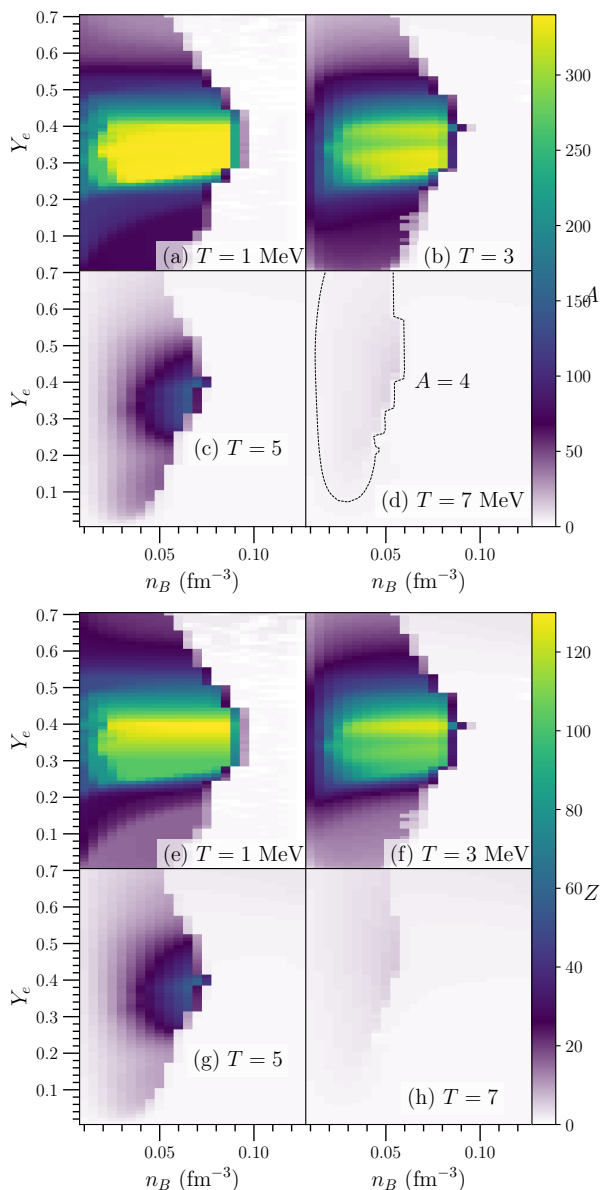 0.7
0.6
0.5
0.4
0.3
0.2
0.1
Y_e
(a) T = 1 MeV
(b) T = 3
350
300
250
200
150
100
50
0
A
0.7
0.6
0.5
0.4
0.3
0.2
0.1
Y_e
(c) T = 5
A = 4
(d) T = 7 MeV
0.05
0.10
0.05
0.10
n_B (fm⁻³)
n_B (fm⁻³)
0.7
0.6
0.5
0.4
0.3
0.2
0.1
Y_e
(e) T = 1 MeV
(f) T = 3 MeV
120
100
80
60
40
20
0
Z
0.7
0.6
0.5
0.4
0.3
0.2
0.1
Y_e
(g) T = 5
(h) T = 7
0.05
0.10
0.05
0.10
n_B (fm⁻³)
n_B (fm⁻³)